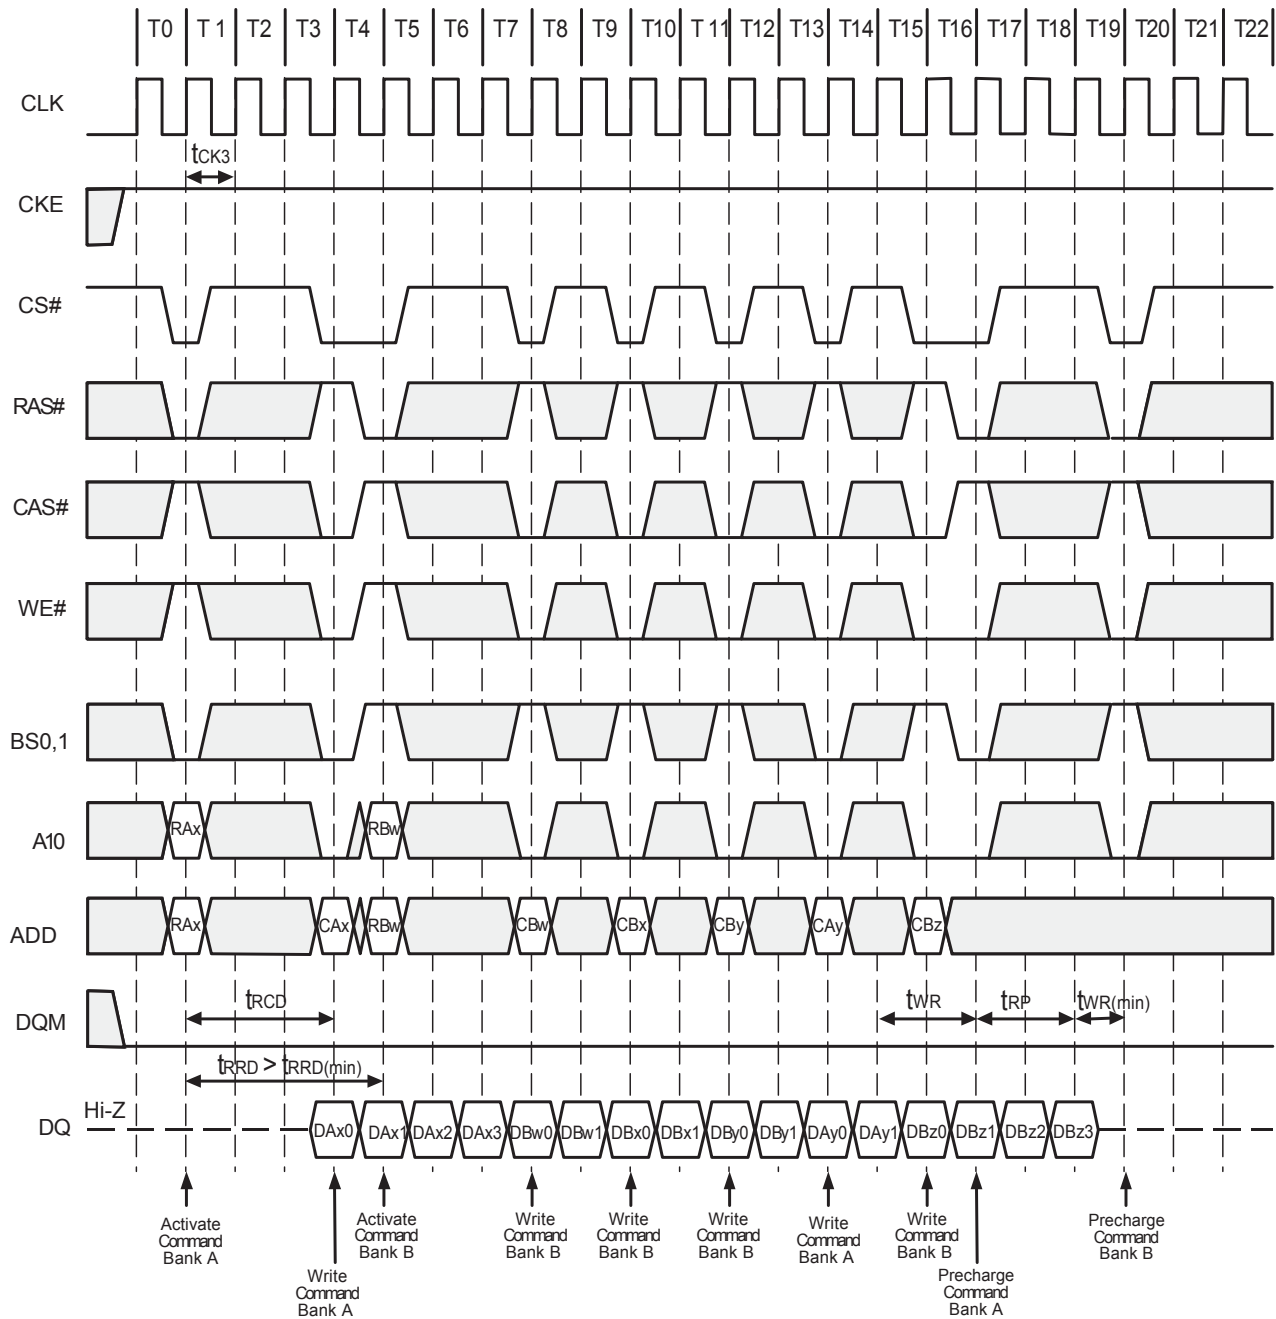 T0 T 1 T2 T3 T4 T5 T6 T7 T8 T9 T10 T 11 T12 T13 T14 T15 T16 T17 T18 T19 T20 T21 T22
CLK
tCK3
CKE
CS#
RAS#
CAS#
WE#
BS0,1
A10
RAx RBw
ADD
RAx CAx RBw CBw CBx CBy CAy CBz
DQM
tRCD tWR tRP tWR(min)
tRRD > tRRD(min)
Hi-Z
DQ
DAx0 DAx1 DAx2 DAx3 DBw0 DBw1 DBx0 DBx1 DBy0 DBy1 DAy0 DAy1 DBz0 DBz1 DBz2 DBz3
Activate
Command
Bank A
Write
Command
Bank A
Activate
Command
Bank B
Write
Command
Bank B
Write
Command
Bank B
Write
Command
Bank B
Write
Command
Bank A
Write
Command
Bank B
Precharge
Command
Bank A
Precharge
Command
Bank B